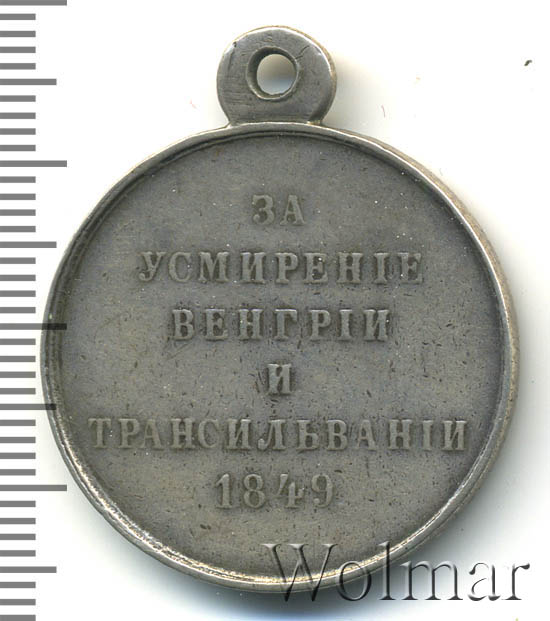 ЗА
УСМИРЕНІЕ
ВЕНГРІИ
И
ТРАНСИЛЬВАНІИ
1849
Wolmar